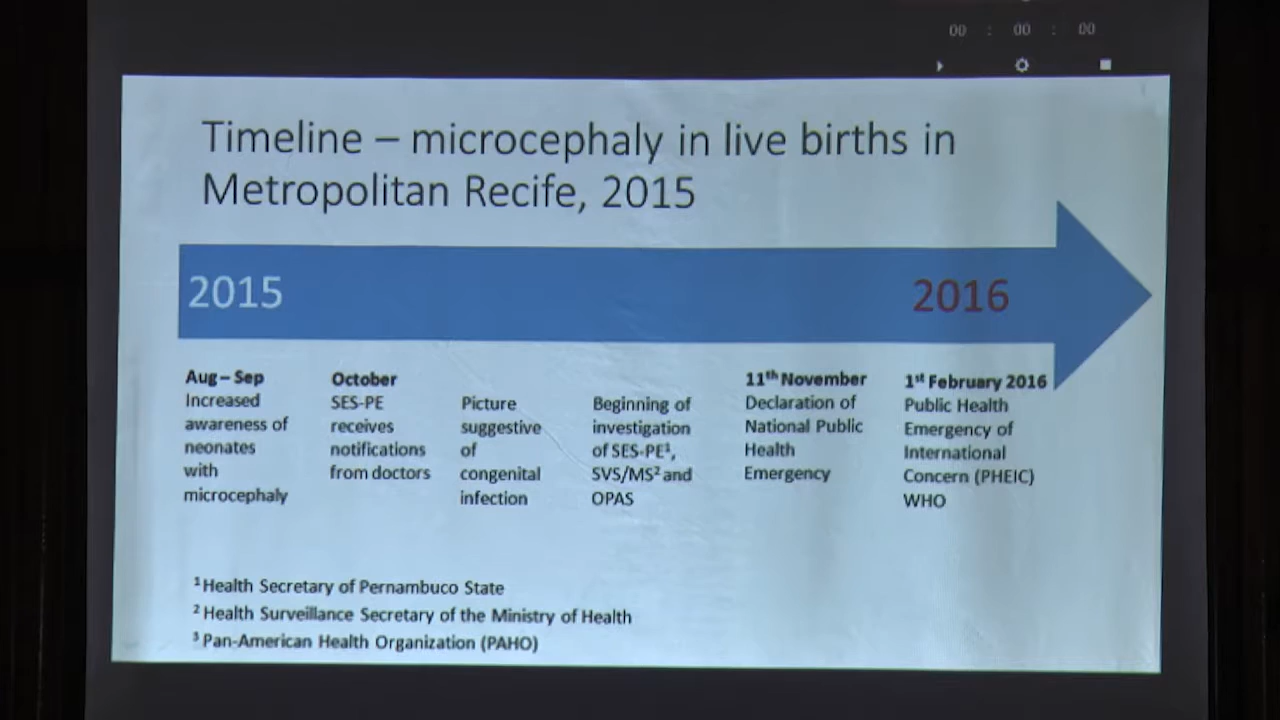 00 : 00 : 00
Timeline – microcephaly in live births in
Metropolitan Recife, 2015
2015
2016
Aug – Sep
Increased
awareness of
neonates
with
microcephaly
October
SES-PE
receives
notifications
from doctors
Picture
suggestive
of
congenital
infection
Beginning of
investigation
of SES-PE¹,
SVS/MS² and
OPAS
11th November
Declaration of
National Public
Health
Emergency
1st February 2016
Public Health
Emergency of
International
Concern (PHEIC)
WHO
¹ Health Secretary of Pernambuco State
² Health Surveillance Secretary of the Ministry of Health
³ Pan-American Health Organization (PAHO)